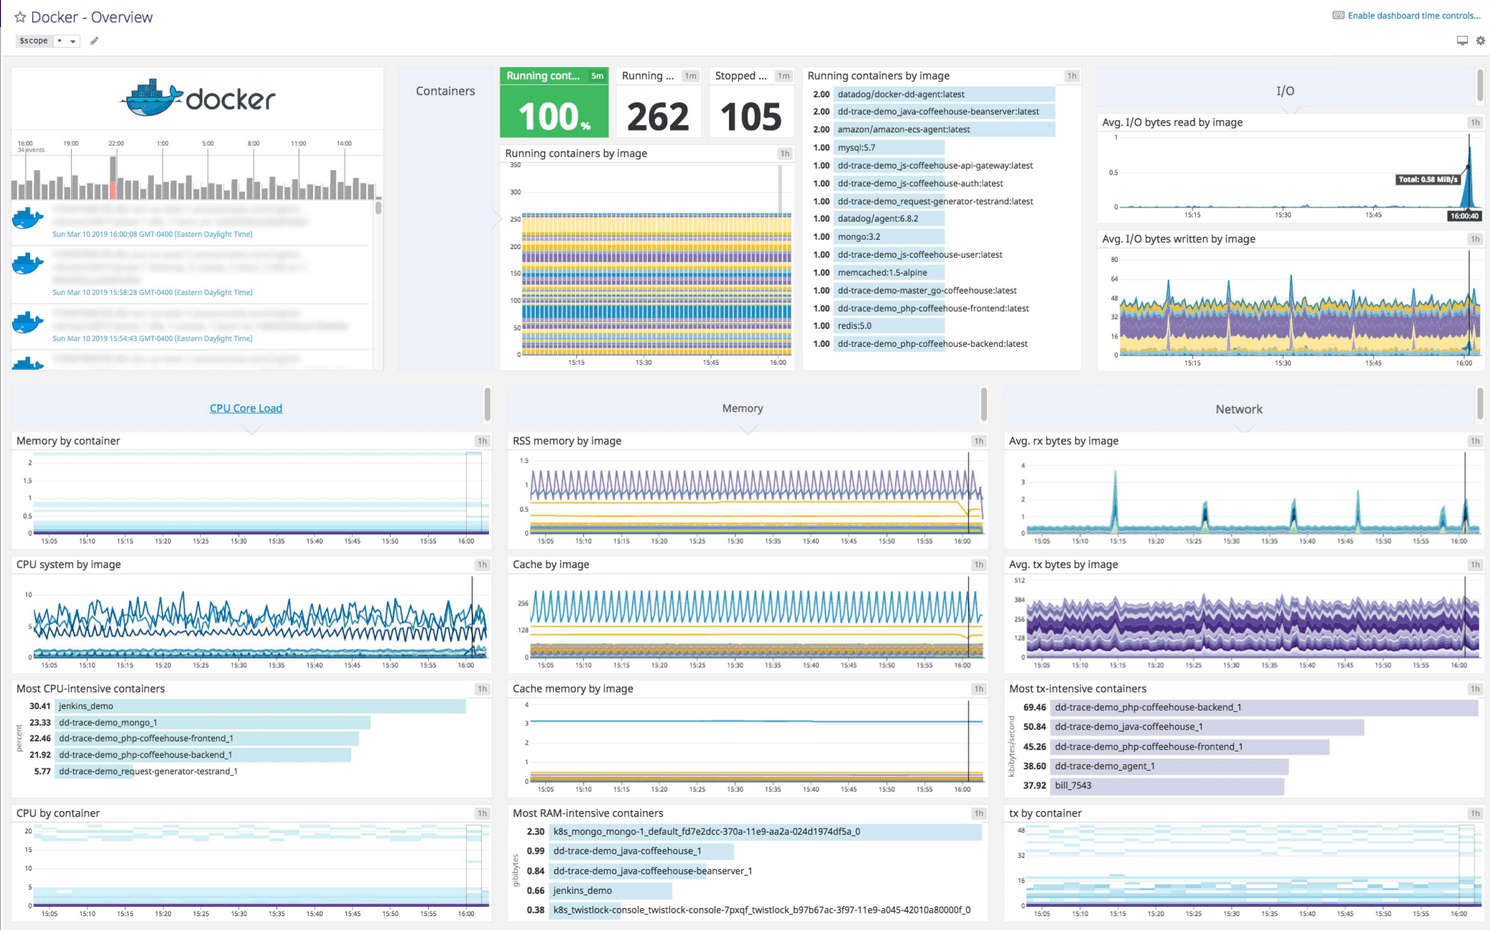 Docker - Overview
Enable dashboard time controls...
$scope *
docker
16:00 19:00 22:00 1:00 5:00 8:00 11:00 14:00
34 events
Sun Mar 10 2019 16:00:08 GMT-0400 (Eastern Daylight Time)
Sun Mar 10 2019 15:58:28 GMT-0400 (Eastern Daylight Time)
Sun Mar 10 2019 15:54:43 GMT-0400 (Eastern Daylight Time)
Containers
Running cont... 5m
100%
Running ... 1m
262
Stopped ... 1m
105
Running containers by image 1h
350
300
250
200
150
100
50
0
15:15 15:30 15:45 16:00
Running containers by image 1h
2.00 datadog/docker-dd-agent:latest
2.00 dd-trace-demo_java-coffeehouse-beanserver:latest
2.00 amazon/amazon-ecs-agent:latest
1.00 mysql:5.7
1.00 dd-trace-demo_js-coffeehouse-api-gateway:latest
1.00 dd-trace-demo_js-coffeehouse-auth:latest
1.00 dd-trace-demo_request-generator-testrand:latest
1.00 datadog/agent:6.8.2
1.00 mongo:3.2
1.00 dd-trace-demo_js-coffeehouse-user:latest
1.00 memcached:1.5-alpine
1.00 dd-trace-demo-master_go-coffeehouse:latest
1.00 dd-trace-demo_php-coffeehouse-frontend:latest
1.00 redis:5.0
1.00 dd-trace-demo_php-coffeehouse-backend:latest
I/O
Avg. I/O bytes read by image 1h
1
0.5
0
Total: 0.58 MiB/s
15:15 15:30 15:45 16:00:40
Avg. I/O bytes written by image 1h
80
64
48
32
16
0
15:15 15:30 15:45 16:00
CPU Core Load
Memory by container 1h
2
1.5
1
0.5
0
15:05 15:10 15:15 15:20 15:25 15:30 15:35 15:40 15:45 15:50 15:55 16:00
CPU system by image 1h
10
5
0
15:05 15:10 15:15 15:20 15:25 15:30 15:35 15:40 15:45 15:50 15:55 16:00
Most CPU-intensive containers 1h
percent
30.41 jenkins_demo
23.33 dd-trace-demo_mongo_1
22.46 dd-trace-demo_php-coffeehouse-frontend_1
21.92 dd-trace-demo_php-coffeehouse-backend_1
5.77 dd-trace-demo_request-generator-testrand_1
CPU by container 1h
20
15
10
5
0
15:05 15:10 15:15 15:20 15:25 15:30 15:35 15:40 15:45 15:50 15:55 16:00
Memory
RSS memory by image 1h
1.5
1
0.5
0
15:05 15:10 15:15 15:20 15:25 15:30 15:35 15:40 15:45 15:50 15:55 16:00
Cache by image 1h
256
128
0
15:05 15:10 15:15 15:20 15:25 15:30 15:35 15:40 15:45 15:50 15:55 16:00
Cache memory by image 1h
4
3
2
1
0
15:05 15:10 15:15 15:20 15:25 15:30 15:35 15:40 15:45 15:50 15:55 16:00
Most RAM-intensive containers 1h
gibibytes
2.30 k8s_mongo_mongo-1_default_fd7e2dcc-370a-11e9-aa2a-024d1974df5a_0
0.99 dd-trace-demo_java-coffeehouse_1
0.84 dd-trace-demo_java-coffeehouse-beanserver_1
0.66 jenkins_demo
0.38 k8s_twistlock-console_twistlock-console-7pxqf_twistlock_b97b67ac-3f97-11e9-a045-42010a80000f_0
Network
Avg. rx bytes by image 1h
4
3
2
1
0
15:05 15:10 15:15 15:20 15:25 15:30 15:35 15:40 15:45 15:50 15:55 16:00
Avg. tx bytes by image 1h
512
384
256
128
0
15:05 15:10 15:15 15:20 15:25 15:30 15:35 15:40 15:45 15:50 15:55 16:00
Most tx-intensive containers 1h
kibibytes/second
69.46 dd-trace-demo_php-coffeehouse-backend_1
50.84 dd-trace-demo_java-coffeehouse_1
45.26 dd-trace-demo_php-coffeehouse-frontend_1
38.60 dd-trace-demo_agent_1
37.92 bill_7543
tx by container 1h
48
32
16
0
15:05 15:10 15:15 15:20 15:25 15:30 15:35 15:40 15:45 15:50 15:55 16:00